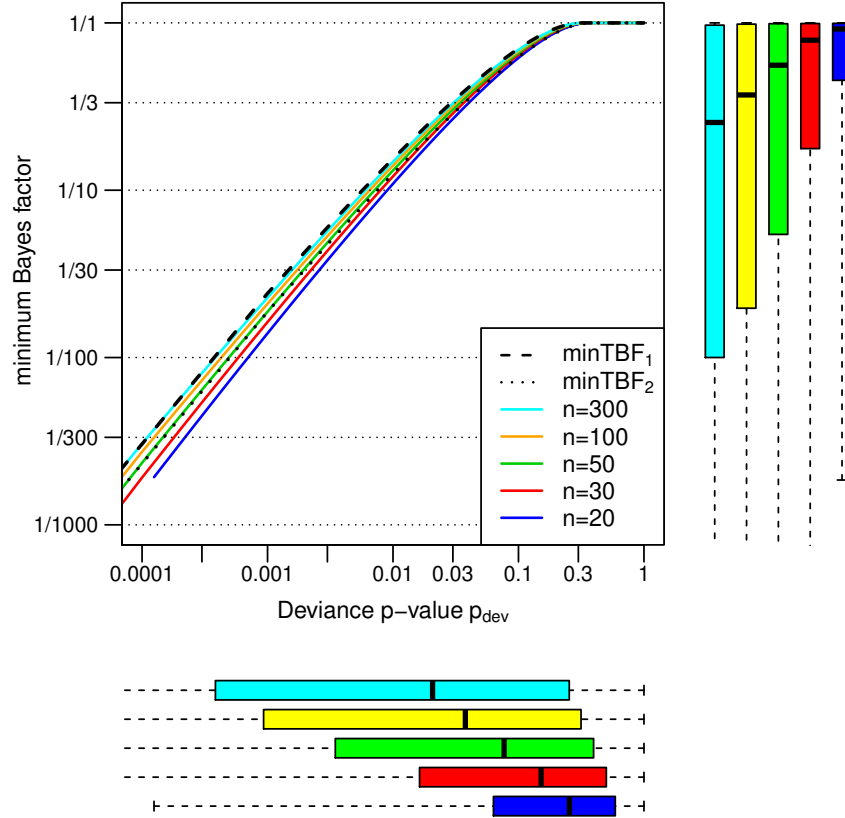 1/1
1/3
1/10
1/30
1/100
1/300
1/1000
minimum Bayes factor
minTBF₁
minTBF₂
n=300
n=100
n=50
n=30
n=20
0.0001 0.001 0.01 0.03 0.1 0.3 1
Deviance p−value p_dev